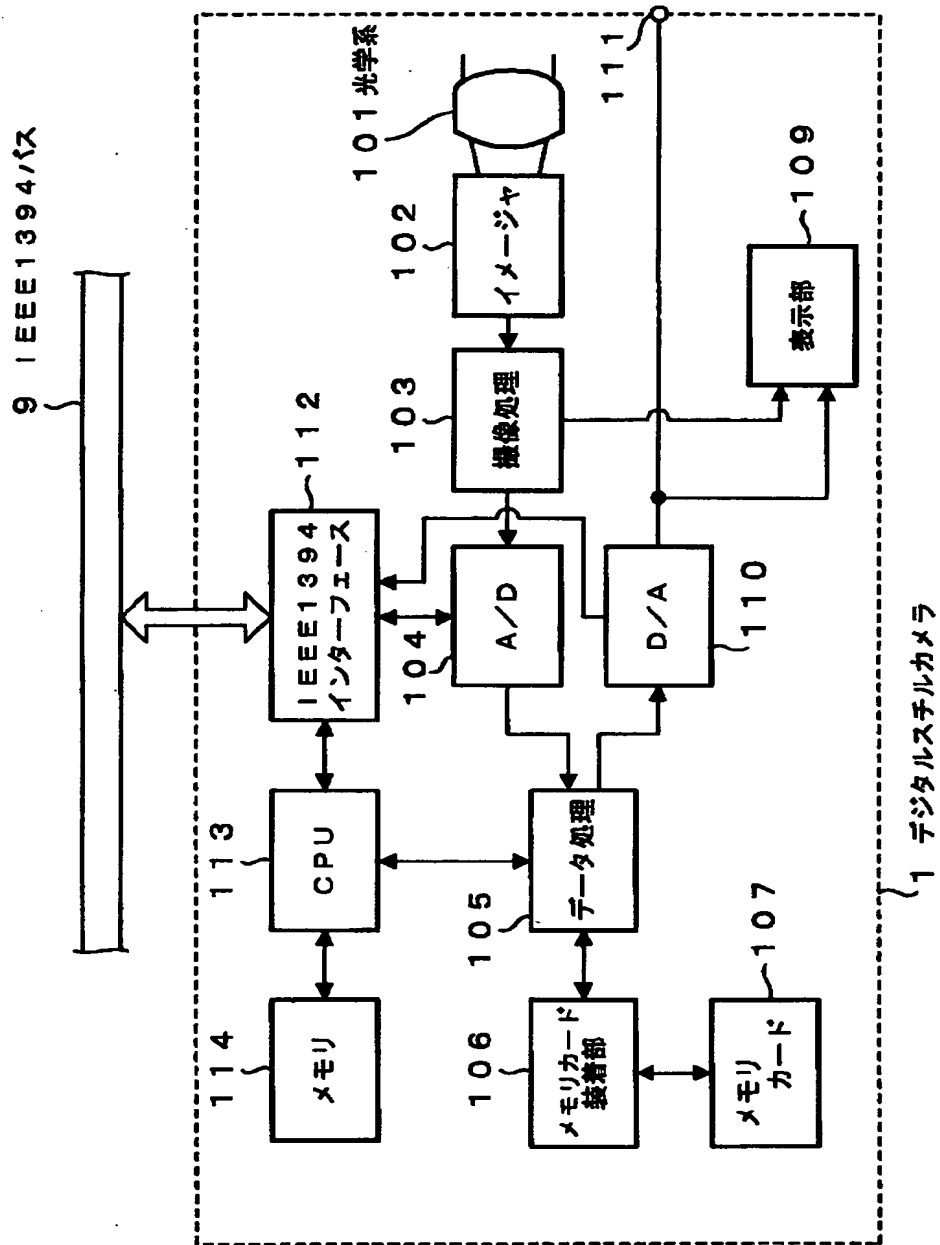 9 IEEE1394バス
114
メモリ
113
CPU
112
IEEE1394
インターフェース
106
メモリカード
装着部
105
データ処理
104
A/D
103
撮像処理
102
イメージャ
101 光学系
107
メモリ
カード
110
D/A
109
表示部
111
1 デジタルスチルカメラ